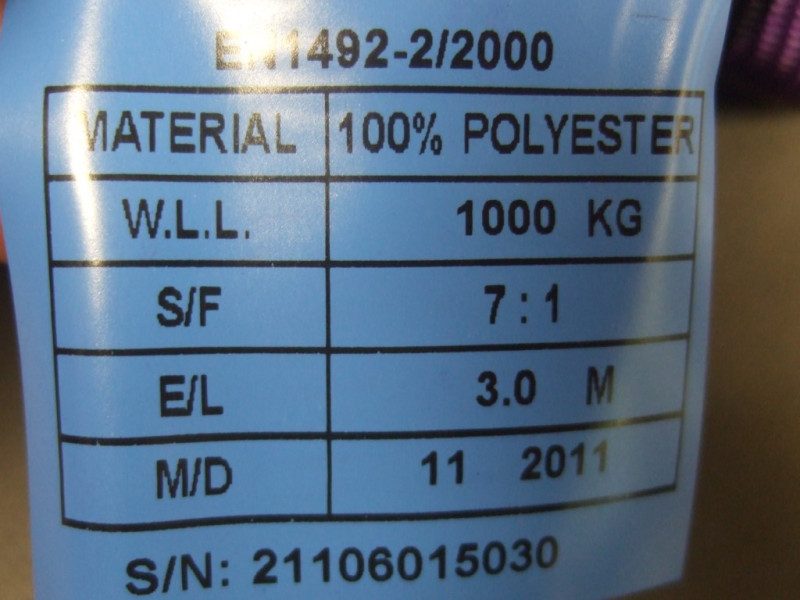 EN1492-2/2000
MATERIAL 100% POLYESTER
W.L.L. 1000 KG
S/F 7 : 1
E/L 3.0 M
M/D 11 2011
S/N: 21106015030